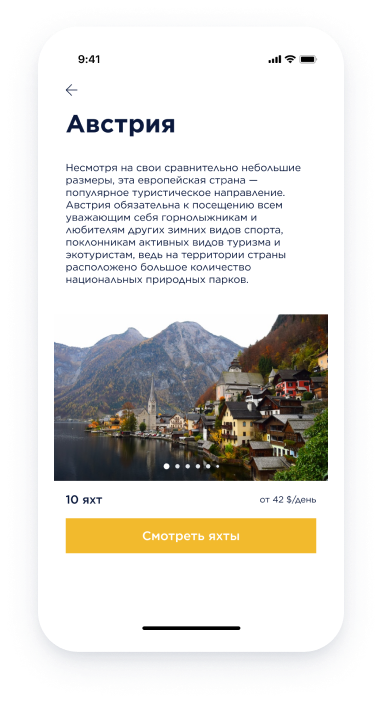 9:41
Австрия
Несмотря на свои сравнительно небольшие
размеры, эта европейская страна —
популярное туристическое направление.
Австрия обязательна к посещению всем
уважающим себя горнолыжникам и
любителям других зимних видов спорта,
поклонникам активных видов туризма и
экотуристам, ведь на территории страны
расположено большое количество
национальных природных парков.
10 яхт
от 42 $/день
Смотреть яхты